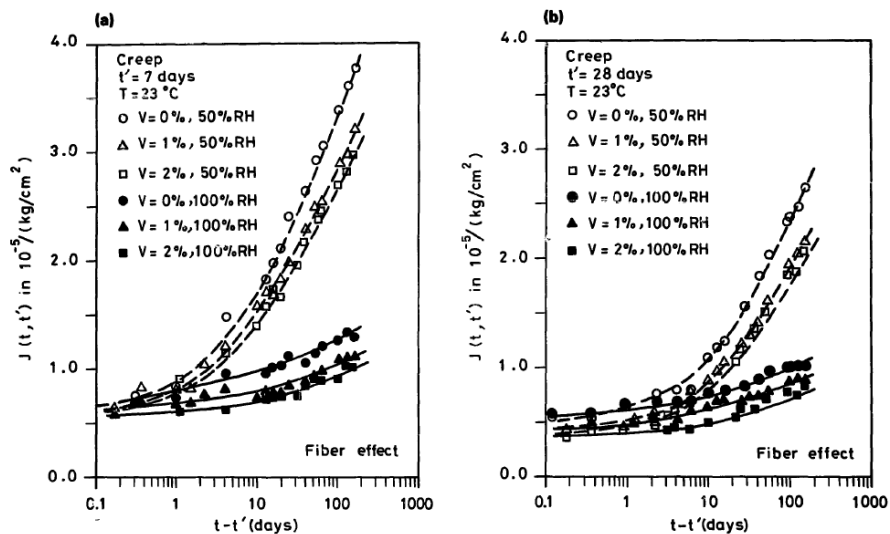 (a)
4.0
3.0
2.0
1.0
0.0
J (t, t') in 10⁻⁵/(kg/cm²)
Creep
t' = 7 days
T = 23°C
V = 0%, 50%RH
V = 1%, 50%RH
V = 2%, 50%RH
V = 0%, 100%RH
V = 1%, 100%RH
V = 2%, 100%RH
Fiber effect
0.1 1 10 100 1000
t-t' (days)
(b)
4.0
3.0
2.0
1.0
0.0
J (t, t') in 10⁻⁵/(kg/cm²)
Creep
t' = 28 days
T = 23°C
V = 0%, 50%RH
V = 1%, 50%RH
V = 2%, 50%RH
V = 0%, 100%RH
V = 1%, 100%RH
V = 2%, 100%RH
Fiber effect
0.1 1 10 100 1000
t-t' (days)